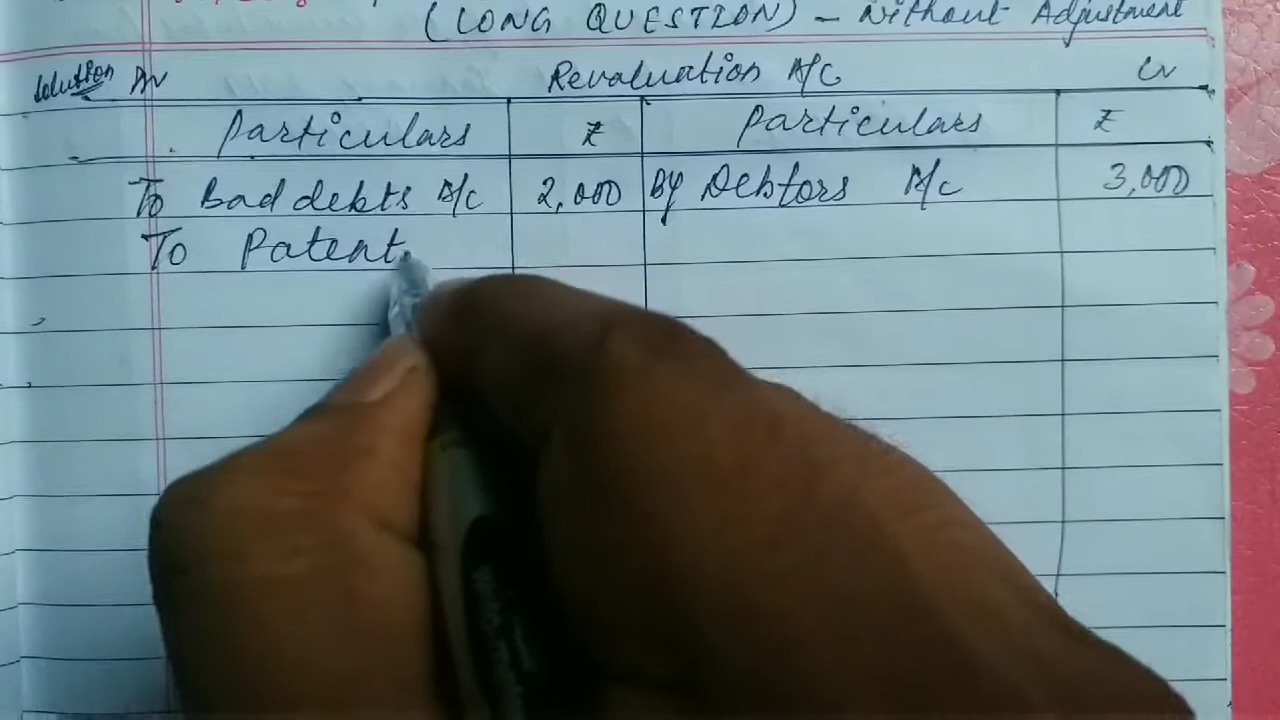 (LONG QUESTION) - Without Adjustment
Solution Dr Revaluation A/C Cr
Particulars ₹ Particulars ₹
To Bad debts A/c 2,000 By Debtors A/c 3,000
To Patent